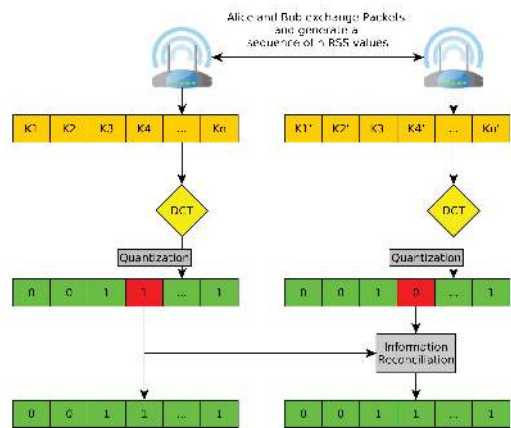 Alice and Bob exchange Packets
and generate a
sequence of n RSS values
K1 K2 K3 K4 ... Kn
K1' K2' K3 K4' ... Kn'
DCT
DCT
Quantization
Quantization
0 0 1 1 ... 1
0 0 1 0 ... 1
Information
Reconciliation
0 0 1 1 ... 1
0 0 1 1 ... 1